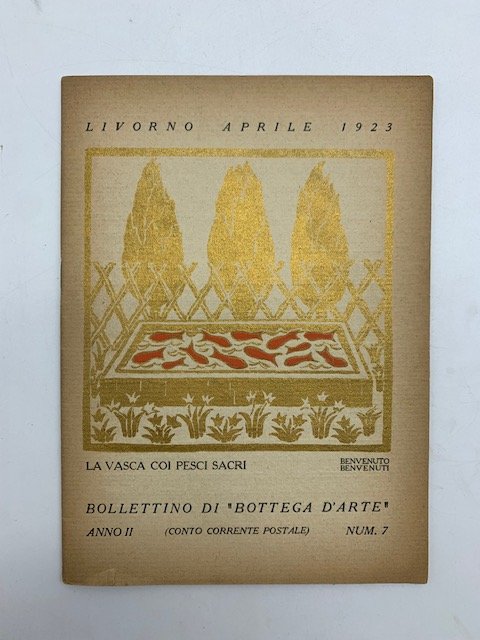 LIVORNO APRILE 1923
LA VASCA COI PESCI SACRI
BENVENUTO
BENVENUTI
BOLLETTINO DI "BOTTEGA D'ARTE"
ANNO II (CONTO CORRENTE POSTALE) NUM. 7